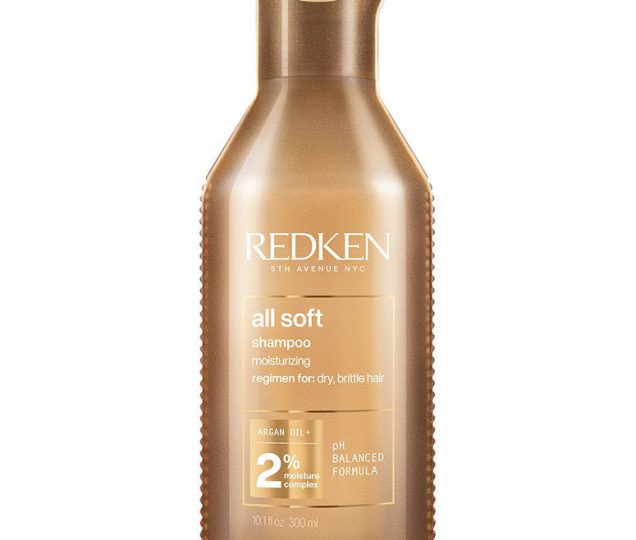 REDKEN
5TH AVENUE NYC
all soft
shampoo
moisturizing
regimen for: dry, brittle hair
ARGAN OIL+
2%
moisture
complex
pH
BALANCED
FORMULA
10.1 fl oz 300 ml